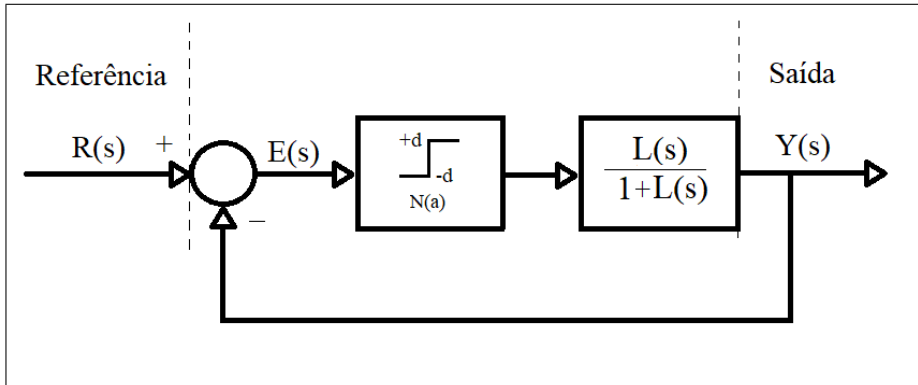 Referência
Saída
R(s)
+
E(s)
+d
-d
N(a)
L(s)
1+L(s)
Y(s)
−